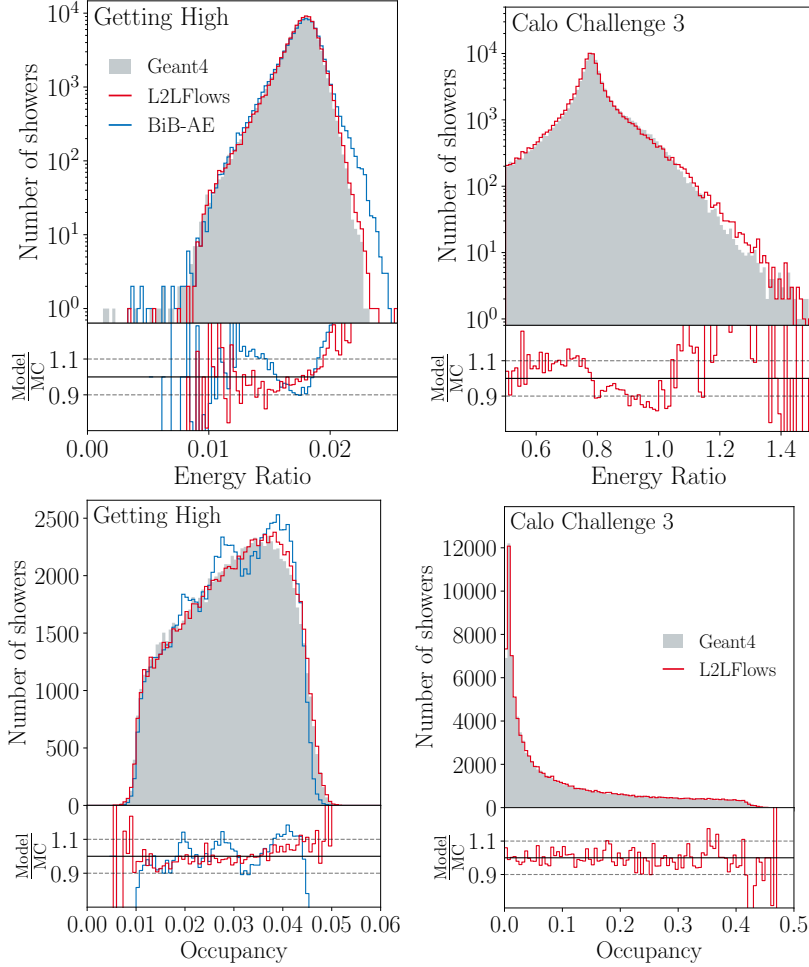 Getting High
Geant4
L2LFlows
BiB-AE
Number of showers
10^4
10^3
10^2
10^1
10^0
Model
MC
1.1
0.9
0.00
0.01
0.02
Energy Ratio
Calo Challenge 3
Number of showers
10^4
10^3
10^2
10^1
10^0
Model
MC
1.1
0.9
0.6
0.8
1.0
1.2
1.4
Energy Ratio
Getting High
Number of showers
2500
2000
1500
1000
500
0
Model
MC
1.1
0.9
0.00
0.01
0.02
0.03
0.04
0.05
0.06
Occupancy
Calo Challenge 3
Geant4
L2LFlows
Number of showers
12000
10000
8000
6000
4000
2000
0
Model
MC
1.1
0.9
0.0
0.1
0.2
0.3
0.4
0.5
Occupancy